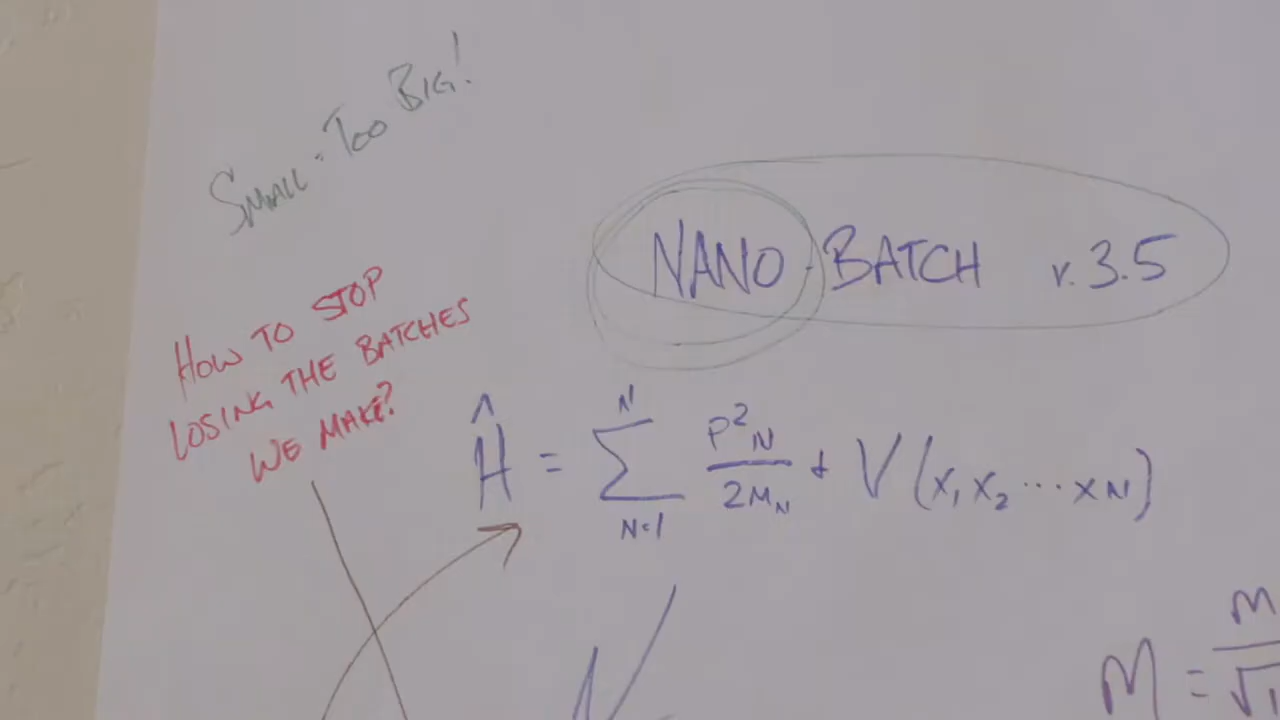 SMALL - TOO BIG!
NANO-BATCH v. 3.5
HOW TO STOP
LOSING THE BATCHES
WE MAKE?
Ĥ = ∑ N N=1 P²N / 2MN + V (X₁ X₂ ... XN)
M = M / √1